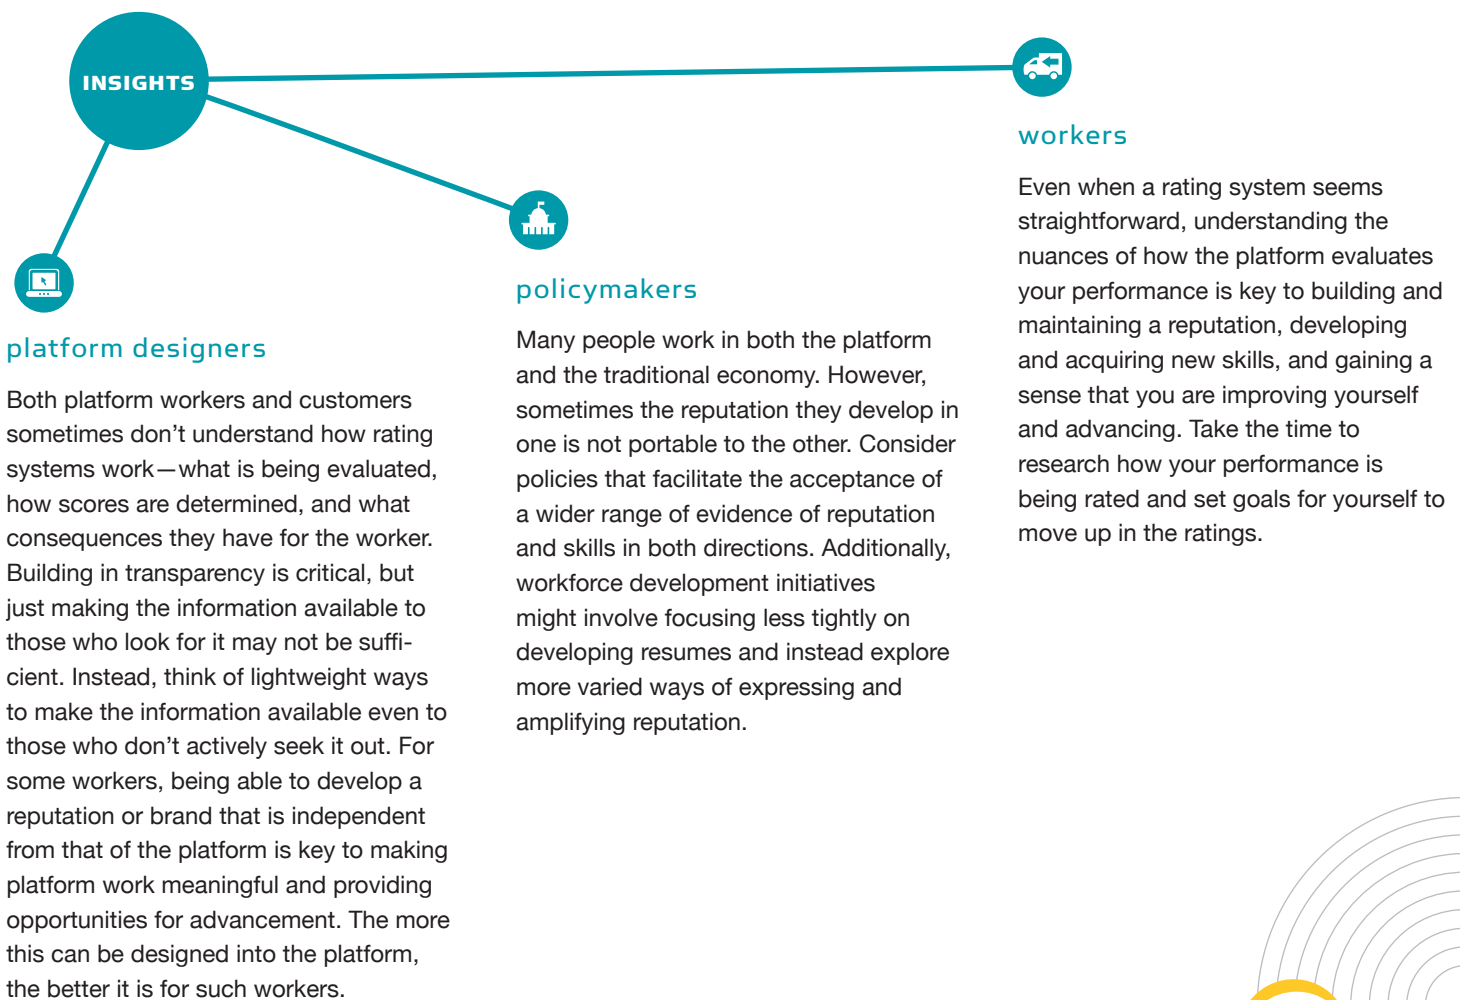 INSIGHTS
platform designers
Both platform workers and customers
sometimes don’t understand how rating
systems work—what is being evaluated,
how scores are determined, and what
consequences they have for the worker.
Building in transparency is critical, but
just making the information available to
those who look for it may not be suffi-
cient. Instead, think of lightweight ways
to make the information available even to
those who don’t actively seek it out. For
some workers, being able to develop a
reputation or brand that is independent
from that of the platform is key to making
platform work meaningful and providing
opportunities for advancement. The more
this can be designed into the platform,
the better it is for such workers.
policymakers
Many people work in both the platform
and the traditional economy. However,
sometimes the reputation they develop in
one is not portable to the other. Consider
policies that facilitate the acceptance of
a wider range of evidence of reputation
and skills in both directions. Additionally,
workforce development initiatives
might involve focusing less tightly on
developing resumes and instead explore
more varied ways of expressing and
amplifying reputation.
workers
Even when a rating system seems
straightforward, understanding the
nuances of how the platform evaluates
your performance is key to building and
maintaining a reputation, developing
and acquiring new skills, and gaining a
sense that you are improving yourself
and advancing. Take the time to
research how your performance is
being rated and set goals for yourself to
move up in the ratings.